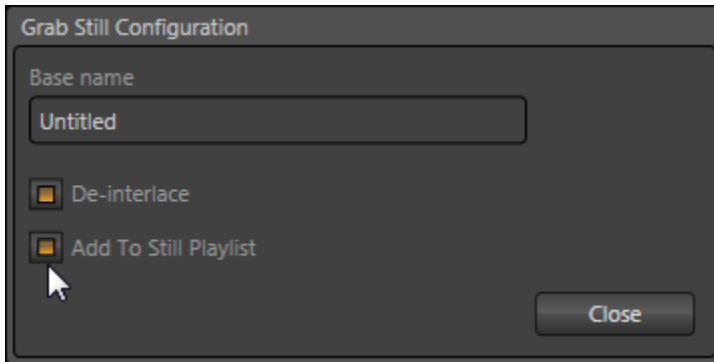 Grab Still Configuration
Base name
Untitled
De-interlace
Add To Still Playlist
Close